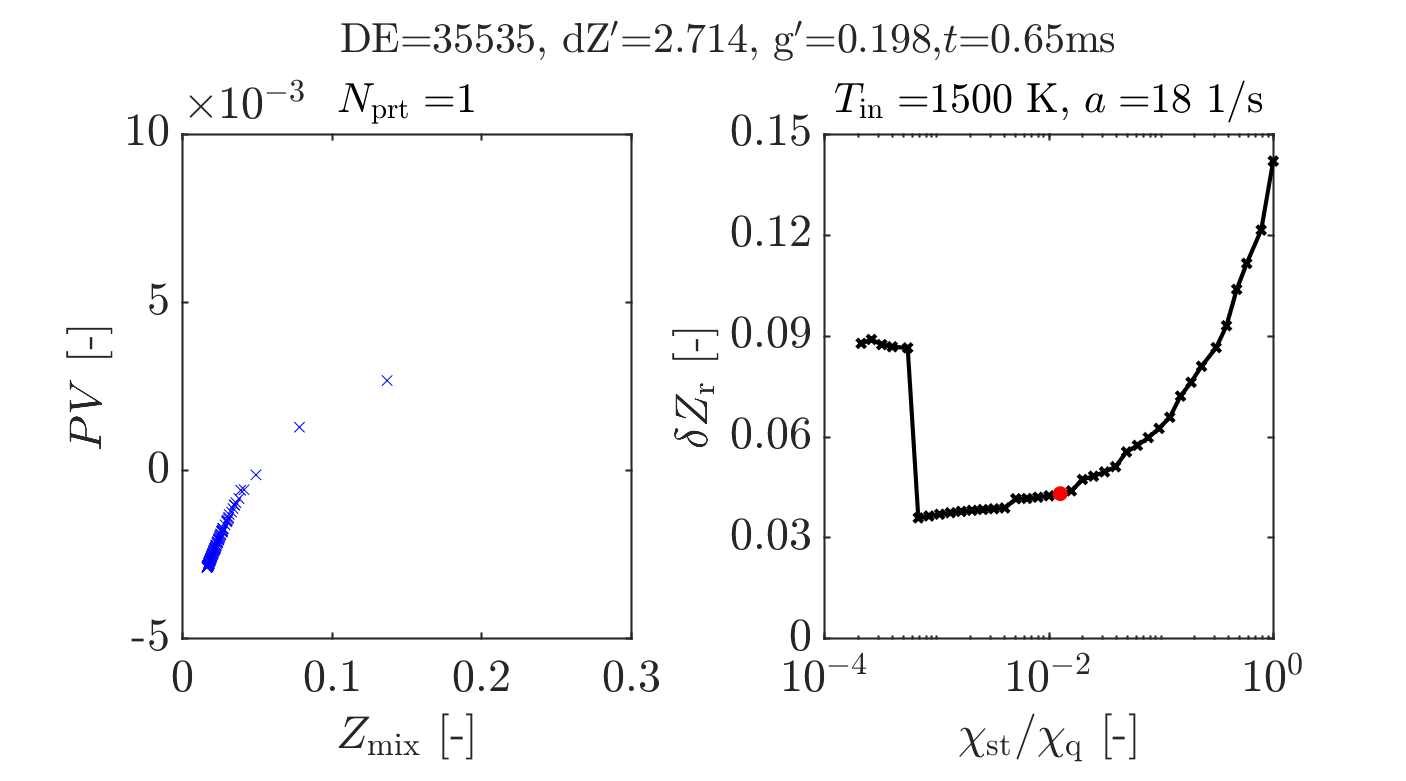 DE=35535, dZ′=2.714, g′=0.198,t=0.65ms
×10⁻³ N_prt =1
10
5
0
-5
0 0.1 0.2 0.3
PV [-]
Z_mix [-]
T_in =1500 K, a =18 1/s
0.15
0.12
0.09
0.06
0.03
0
10⁻⁴ 10⁻² 10⁰
δZ_r [-]
χ_st/χ_q [-]